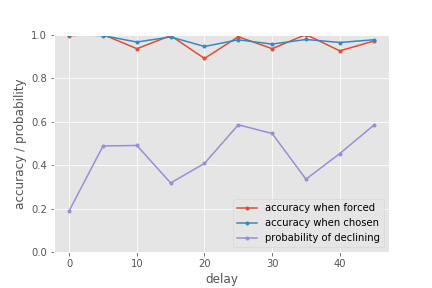 1.0
0.8
0.6
0.4
0.2
0.0
accuracy / probability
accuracy when forced
accuracy when chosen
probability of declining
0 10 20 30 40
delay